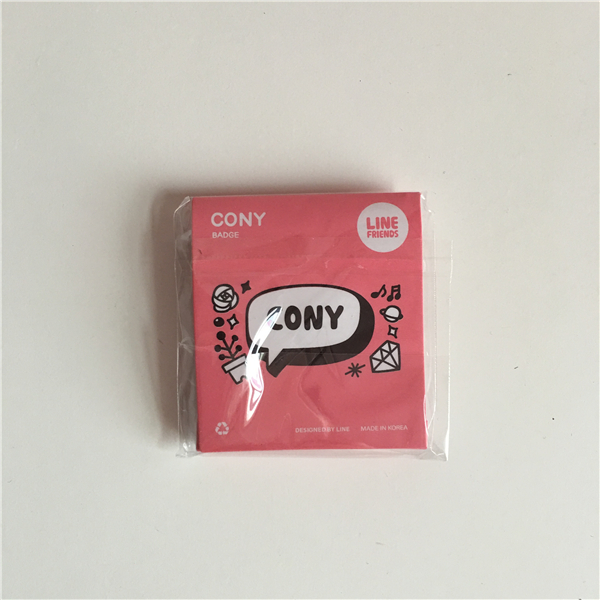 CONY
BADGE
LINE
FRIENDS
CONY
DESIGNED BY LINE MADE IN KOREA